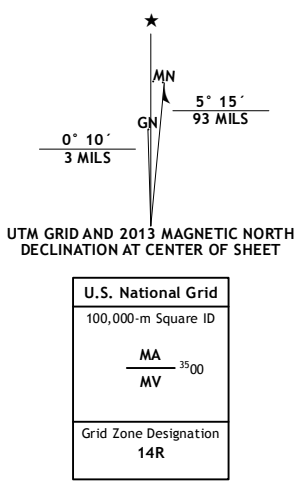 ★
MN
GN
5° 15´
93 MILS
0° 10´
3 MILS
UTM GRID AND 2013 MAGNETIC NORTH
DECLINATION AT CENTER OF SHEET
U.S. National Grid
100,000-m Square ID
MA
3500
MV
Grid Zone Designation
14R